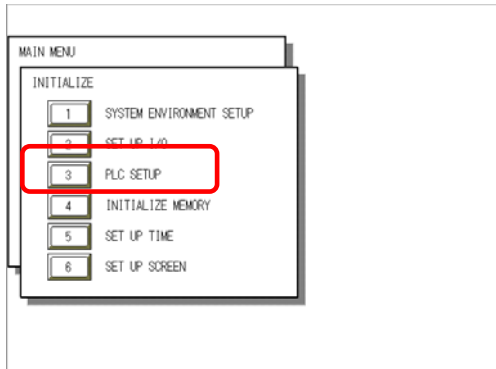 MAIN MENU
INITIALIZE
1 SYSTEM ENVIRONMENT SETUP
2 SET UP I/O
3 PLC SETUP
4 INITIALIZE MEMORY
5 SET UP TIME
6 SET UP SCREEN